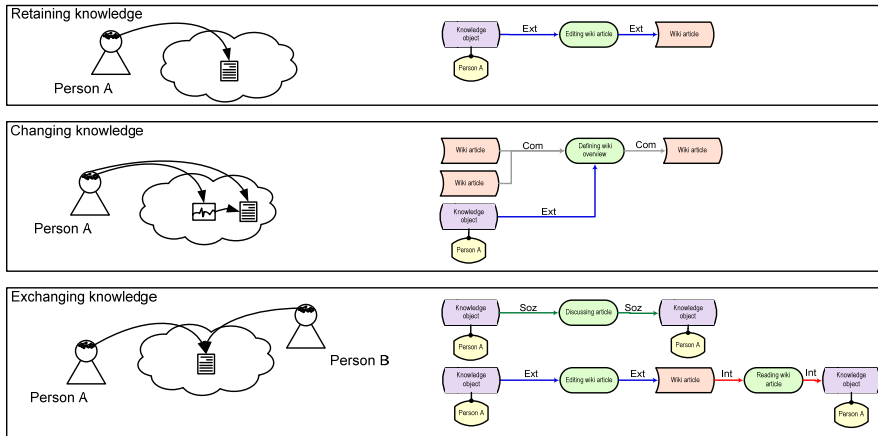 Retaining knowledge
Person A
Knowledge
object
Person A
Ext
Editing wiki article
Ext
Wiki article
Changing knowledge
Person A
Wiki article
Wiki article
Com
Defining wiki
overview
Com
Wiki article
Knowledge
object
Ext
Person A
Exchanging knowledge
Person A
Person B
Knowledge
object
Soz
Discussing article
Soz
Knowledge
object
Person A
Person A
Knowledge
object
Ext
Editing wiki article
Ext
Wiki article
Int
Reading wiki
article
Int
Knowledge
object
Person A
Person A